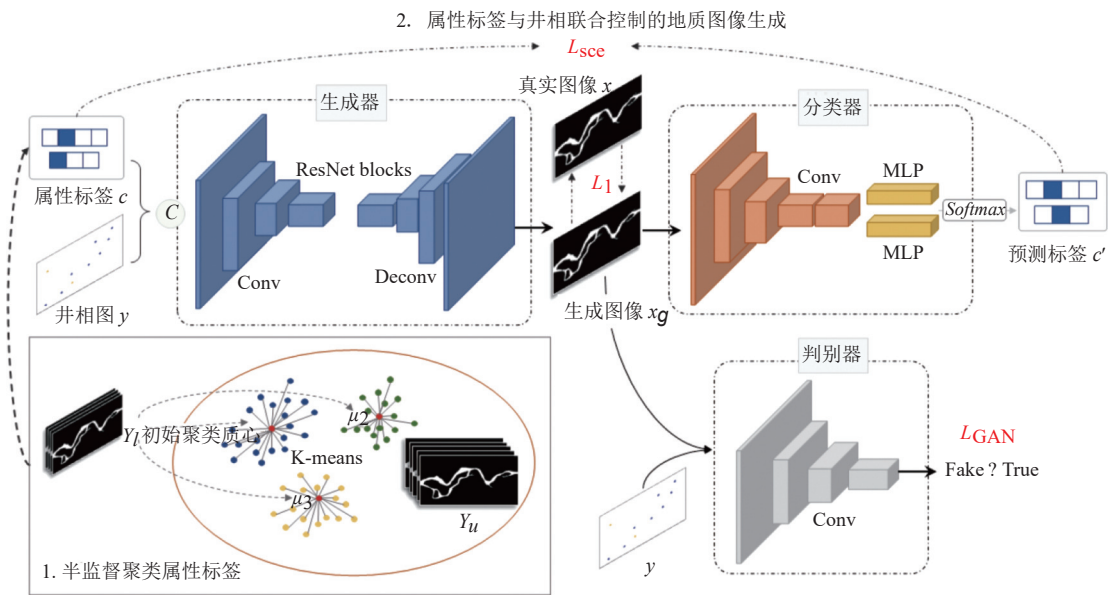 2. 属性标签与井相联合控制的地质图像生成
Lsce
真实图像 x
生成器
分类器
ResNet blocks
Conv
MLP
L1
属性标签 c
C
Softmax
Conv
Deconv
MLP
预测标签 c'
井相图 y
生成图像 xg
判别器
μ2
Yl初始聚类质心
K-means
μ3
Yu
LGAN
Fake ? True
Conv
y
1. 半监督聚类属性标签